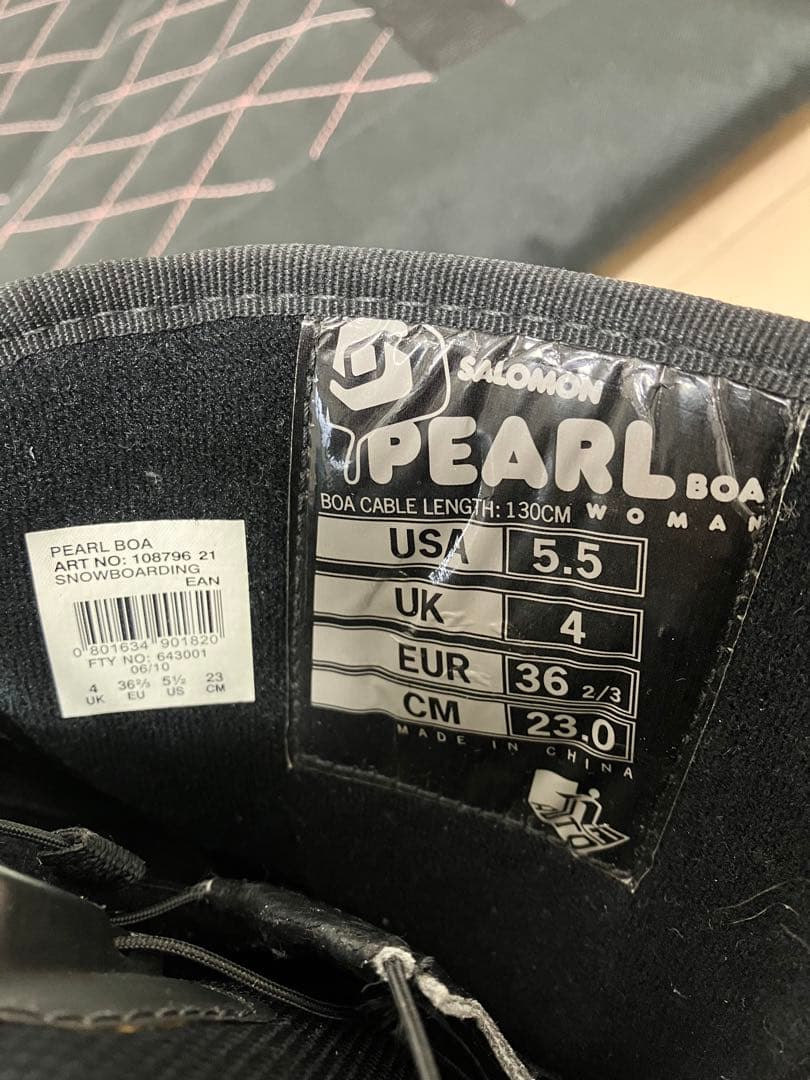 SALOMON
PEARL BOA
WOMAN
BOA CABLE LENGTH: 130CM
USA 5.5
UK 4
EUR 36 2/3
CM 23.0
MADE IN CHINA
PEARL BOA
ART NO: 108796 21
SNOWBOARDING
EAN
0 801634 901820
FTY NO: 643001
06/10
4 36⅔ 5½ 23
UK EU US CM